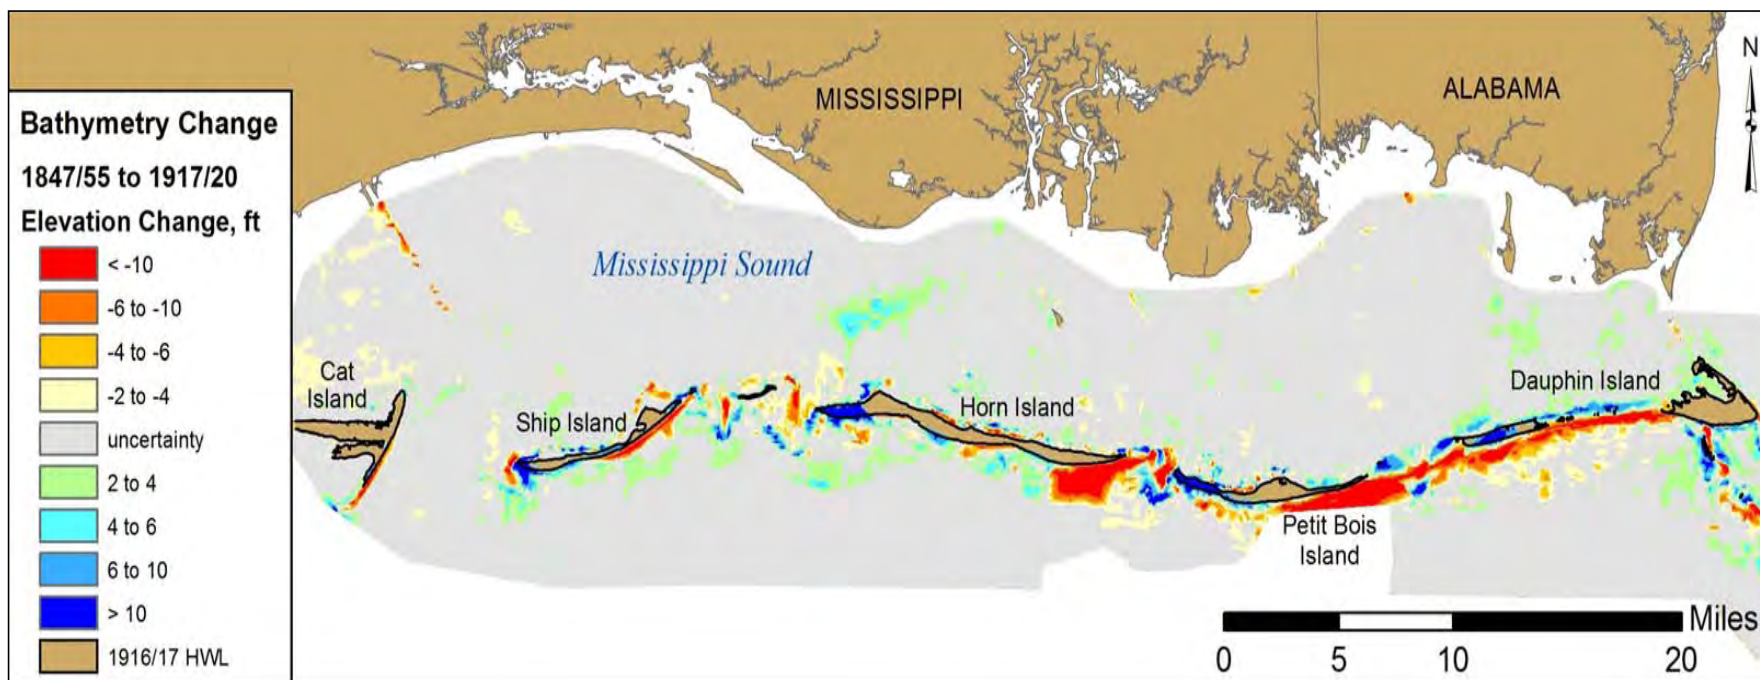 Bathymetry Change
1847/55 to 1917/20
Elevation Change, ft
< -10
-6 to -10
-4 to -6
-2 to -4
uncertainty
2 to 4
4 to 6
6 to 10
> 10
1916/17 HWL
MISSISSIPPI
ALABAMA
N
Mississippi Sound
Cat
Island
Ship Island
Horn Island
Dauphin Island
Petit Bois
Island
Miles
0 5 10 20